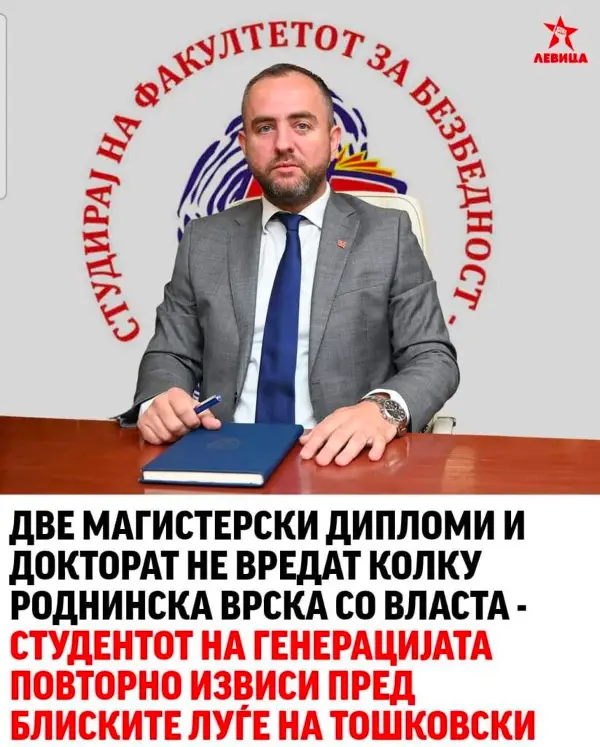 ЛЕВИЦА
СТУДИРАЈ НА ФАКУЛТЕТОТ ЗА БЕЗБЕДНОСТ -
ДВЕ МАГИСТЕРСКИ ДИПЛОМИ И
ДОКТОРАТ НЕ ВРЕДАТ КОЛКУ
РОДНИНСКА ВРСКА СО ВЛАСТА -
СТУДЕНТОТ НА ГЕНЕРАЦИЈАТА
ПОВТОРНО ИЗВИСИ ПРЕД
БЛИСКИТЕ ЛУЃЕ НА ТОШКОВСКИ